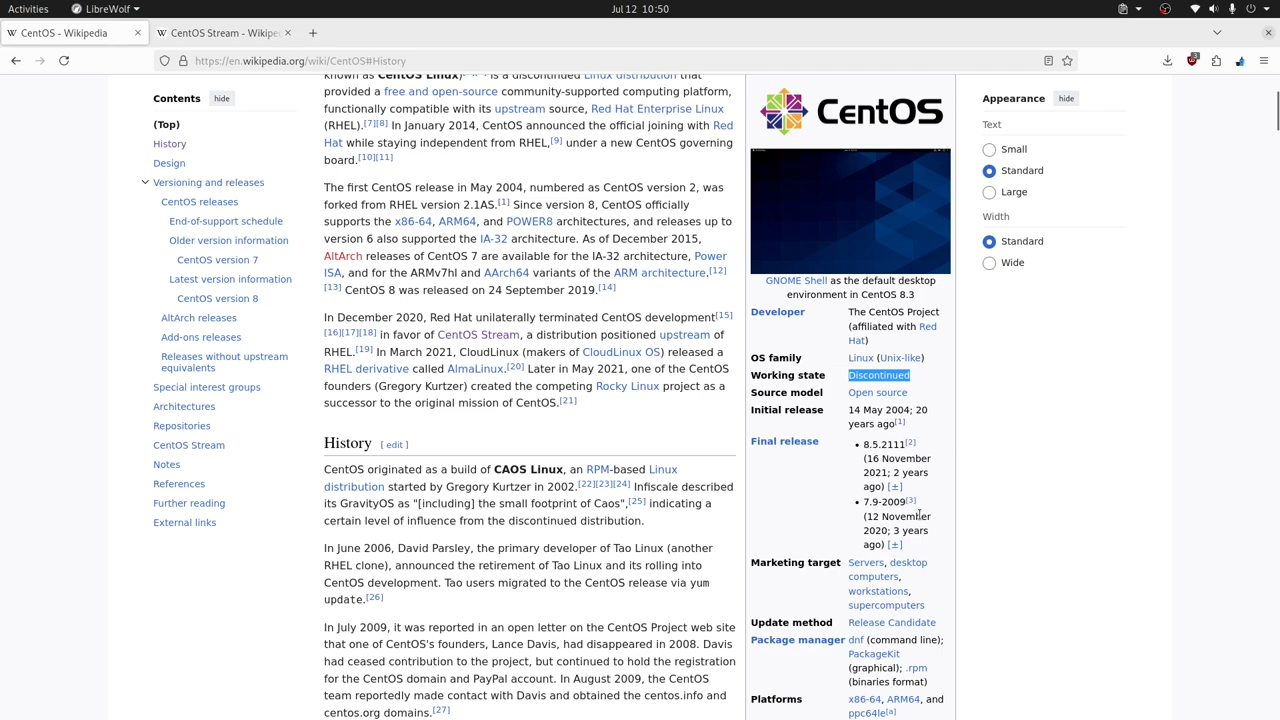 Activities
LibreWolf
Jul 12 10:50
CentOS - Wikipedia
CentOS Stream - Wikipe
https://en.wikipedia.org/wiki/CentOS#History
3
Contents
hide
(Top)
History
Design
Versioning and releases
CentOS releases
End-of-support schedule
Older version information
CentOS version 7
Latest version information
CentOS version 8
AltArch releases
Add-ons releases
Releases without upstream
equivalents
Special interest groups
Architectures
Repositories
CentOS Stream
Notes
References
Further reading
External links
known as CentOS Linux) is a discontinued Linux distribution that
provided a free and open-source community-supported computing platform,
functionally compatible with its upstream source, Red Hat Enterprise Linux
(RHEL).[7][8] In January 2014, CentOS announced the official joining with Red
Hat while staying independent from RHEL,[9] under a new CentOS governing
board.[10][11]
The first CentOS release in May 2004, numbered as CentOS version 2, was
forked from RHEL version 2.1AS.[1] Since version 8, CentOS officially
supports the x86-64, ARM64, and POWER8 architectures, and releases up to
version 6 also supported the IA-32 architecture. As of December 2015,
AltArch releases of CentOS 7 are available for the IA-32 architecture, Power
ISA, and for the ARMv7hl and AArch64 variants of the ARM architecture.[12]
[13] CentOS 8 was released on 24 September 2019.[14]
In December 2020, Red Hat unilaterally terminated CentOS development[15]
[16][17][18] in favor of CentOS Stream, a distribution positioned upstream of
RHEL.[19] In March 2021, CloudLinux (makers of CloudLinux OS) released a
RHEL derivative called AlmaLinux.[20] Later in May 2021, one of the CentOS
founders (Gregory Kurtzer) created the competing Rocky Linux project as a
successor to the original mission of CentOS.[21]
History [ edit ]
CentOS originated as a build of CAOS Linux, an RPM-based Linux
distribution started by Gregory Kurtzer in 2002.[22][23][24] Infiscale described
its GravityOS as "[including] the small footprint of Caos",[25] indicating a
certain level of influence from the discontinued distribution.
In June 2006, David Parsley, the primary developer of Tao Linux (another
RHEL clone), announced the retirement of Tao Linux and its rolling into
CentOS development. Tao users migrated to the CentOS release via yum
update.[26]
In July 2009, it was reported in an open letter on the CentOS Project web site
that one of CentOS's founders, Lance Davis, had disappeared in 2008. Davis
had ceased contribution to the project, but continued to hold the registration
for the CentOS domain and PayPal account. In August 2009, the CentOS
team reportedly made contact with Davis and obtained the centos.info and
centos.org domains.[27]
CentOS
GNOME Shell as the default desktop
environment in CentOS 8.3
Developer
The CentOS Project
(affiliated with Red
Hat)
OS family
Linux (Unix-like)
Working state
Discontinued
Source model
Open source
Initial release
14 May 2004; 20
years ago[1]
Final release
• 8.5.2111[2]
(16 November
2021; 2 years
ago) [±]
• 7.9-2009[3]
(12 November
2020; 3 years
ago) [±]
Marketing target
Servers, desktop
computers,
workstations,
supercomputers
Update method
Release Candidate
Package manager
dnf (command line);
PackageKit
(graphical); .rpm
(binaries format)
Platforms
x86-64, ARM64, and
ppc64le[a]
Appearance
hide
Text
Small
Standard
Large
Width
Standard
Wide